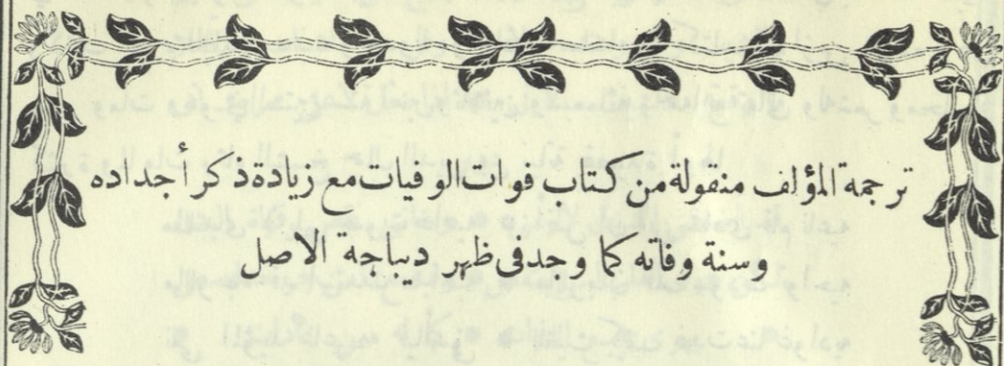 ترجمة المؤلف منقولة من كتاب فوات الوفيات مع زيادة ذكر أجداده
وسنة وفاته كما وجد فى ظهر ديباجة الاصل